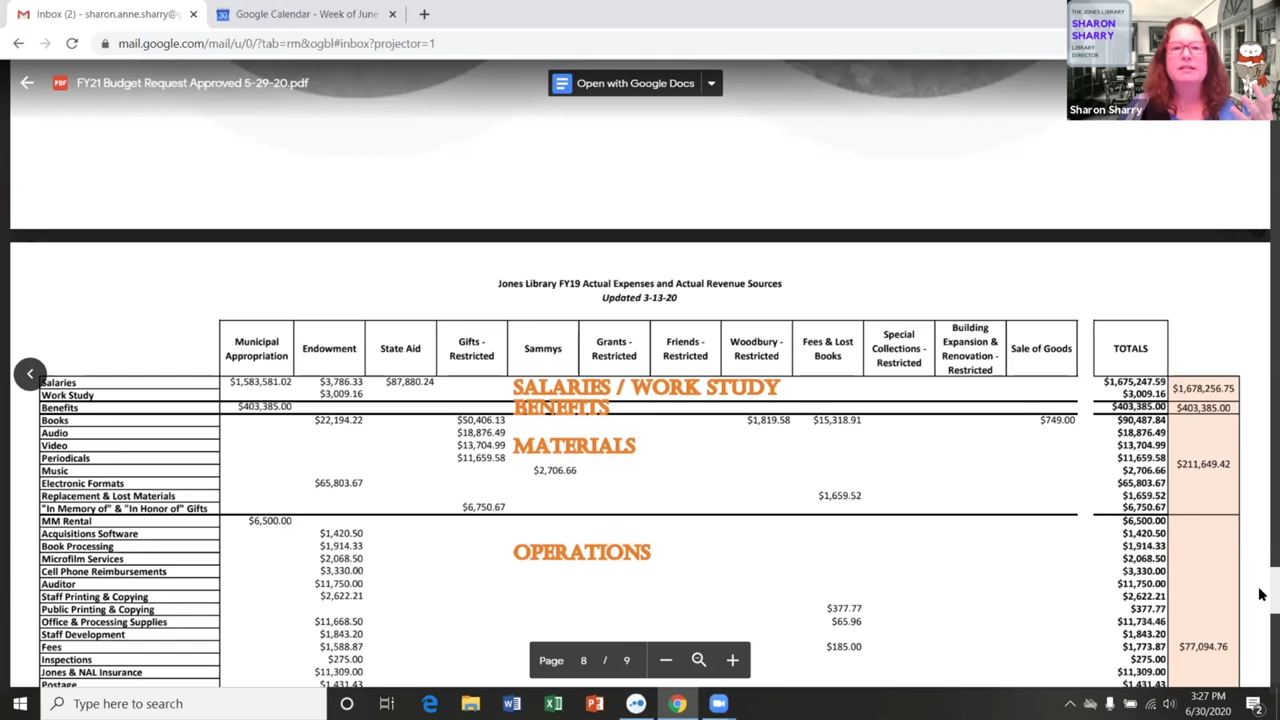 Inbox (2) - sharon.anne.sharry@ × Google Calendar - Week of June × +
mail.google.com/mail/u/0/?tab=rm&ogbl#inbox?projector=1
THE JONES LIBRARY
SHARON
SHARRY
LIBRARY
DIRECTOR
Sharon Sharry
PDF FY21 Budget Request Approved 5-29-20.pdf Open with Google Docs
Jones Library FY19 Actual Expenses and Actual Revenue Sources
Updated 3-13-20
Municipal Appropriation Endowment State Aid Gifts - Restricted Sammys Grants - Restricted Friends - Restricted Woodbury - Restricted Fees & Lost Books Special Collections - Restricted Building Expansion & Renovation - Restricted Sale of Goods TOTALS
Salaries $1,583,581.02 $3,786.33 $87,880.24 SALARIES / WORK STUDY $1,675,247.59 $1,678,256.75
Work Study $3,009.16 $3,009.16
Benefits $403,385.00 BENEFITS $403,385.00 $403,385.00
Books $22,194.22 $50,406.13 $1,819.58 $15,318.91 $749.00 $90,487.84
Audio $18,876.49 $18,876.49
Video $13,704.99 MATERIALS $13,704.99
Periodicals $11,659.58 $11,659.58 $211,649.42
Music $2,706.66 $2,706.66
Electronic Formats $65,803.67 $65,803.67
Replacement & Lost Materials $1,659.52 $1,659.52
"In Memory of" & "In Honor of" Gifts $6,750.67 $6,750.67
MM Rental $6,500.00 $6,500.00
Acquisitions Software $1,420.50 $1,420.50
Book Processing $1,914.33 OPERATIONS $1,914.33
Microfilm Services $2,068.50 $2,068.50
Cell Phone Reimbursements $3,330.00 $3,330.00
Auditor $11,750.00 $11,750.00
Staff Printing & Copying $2,622.21 $2,622.21
Public Printing & Copying $377.77 $377.77
Office & Processing Supplies $11,668.50 $65.96 $11,734.46
Staff Development $1,843.20 $1,843.20
Fees $1,588.87 $185.00 $1,773.87 $77,094.76
Inspections $275.00 $275.00
Jones & NAL Insurance $11,309.00 $11,309.00
Postage $1,431.43 $1,431.43
Page 8 / 9
Type here to search
3:27 PM
6/30/2020
2